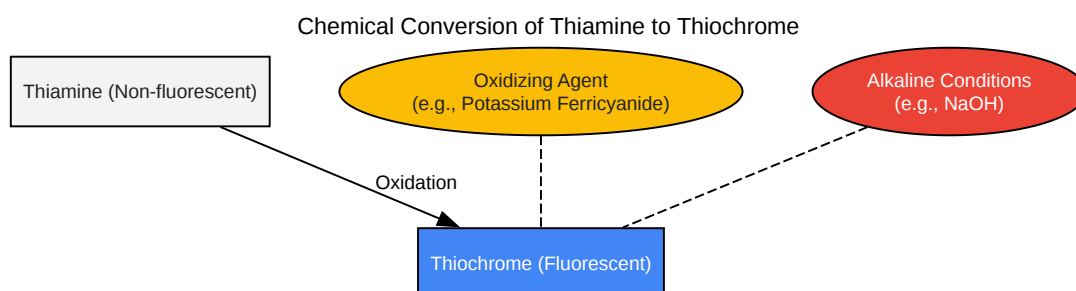 Chemical Conversion of Thiamine to Thiochrome
Thiamine (Non-fluorescent)
Oxidizing Agent
(e.g., Potassium Ferricyanide)
Alkaline Conditions
(e.g., NaOH)
Oxidation
Thiochrome (Fluorescent)